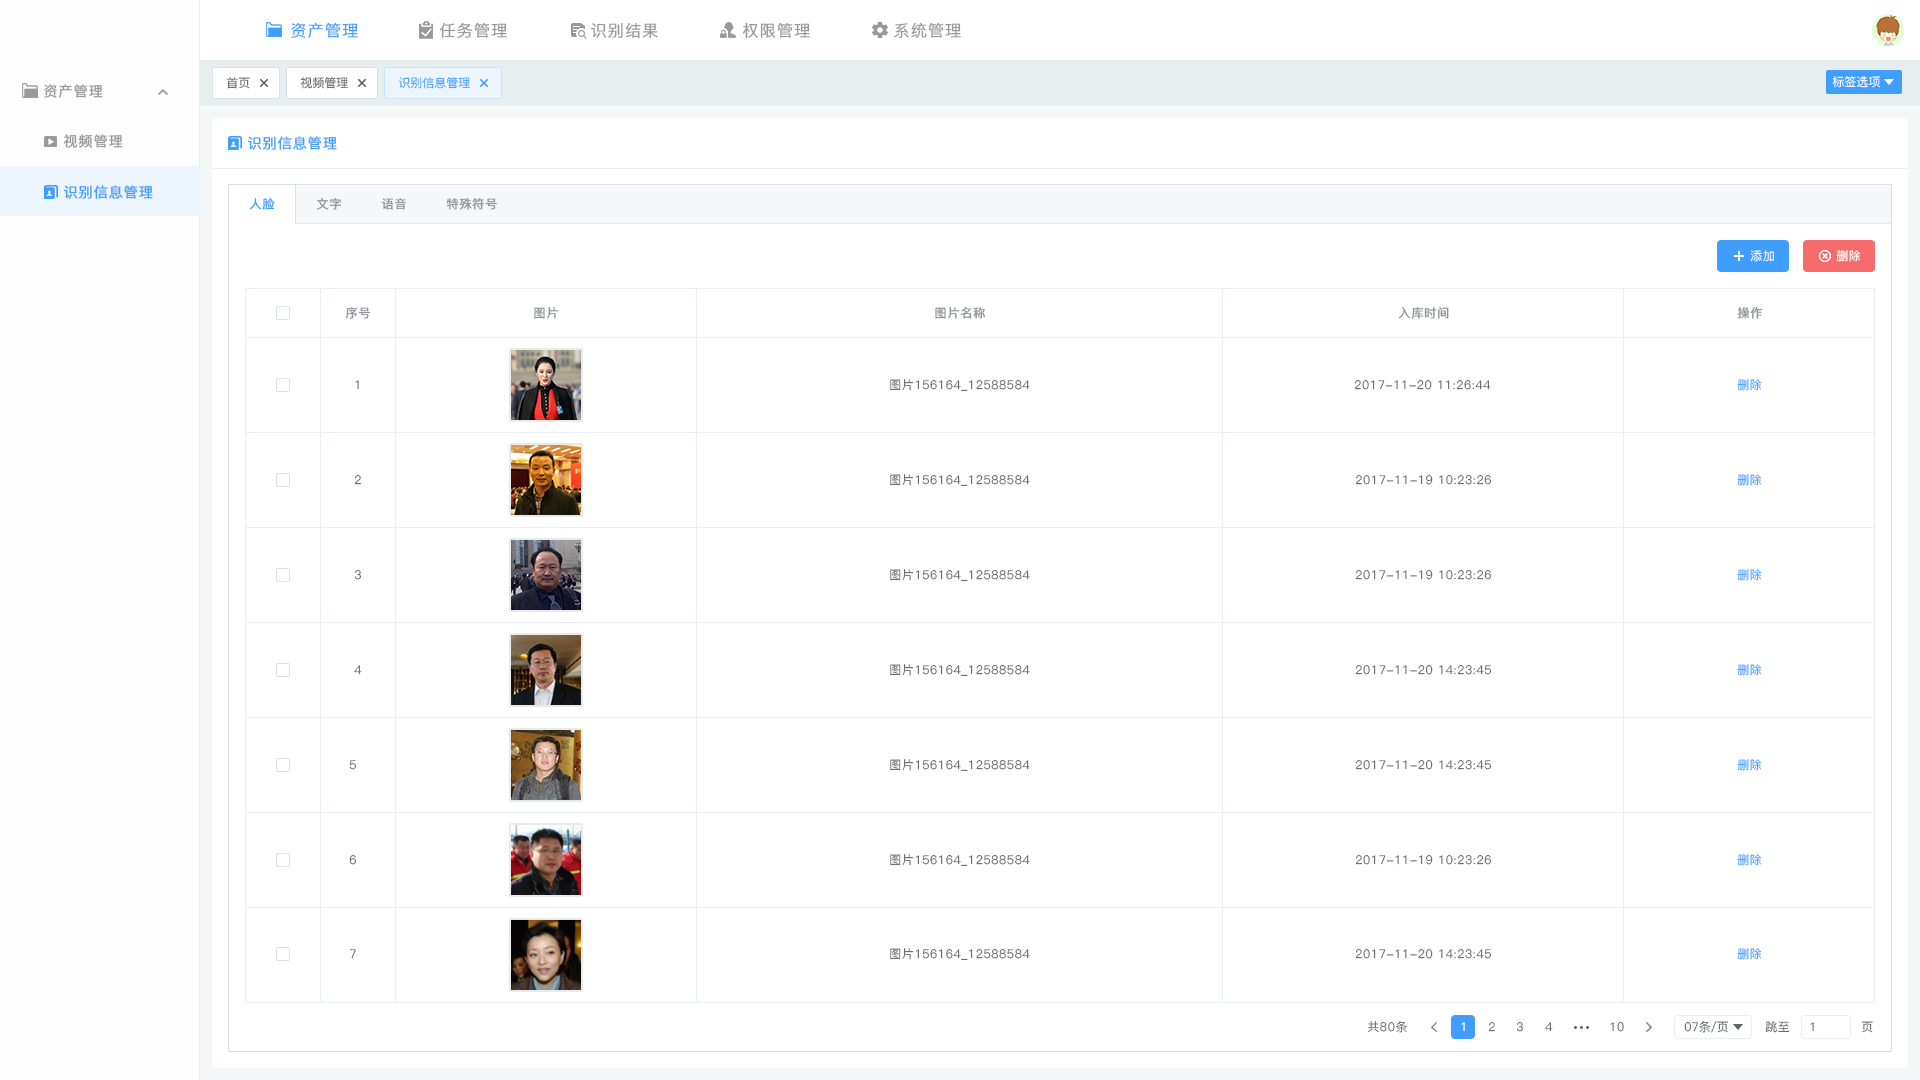 资产管理 任务管理 识别结果 权限管理 系统管理
首页 视频管理 识别信息管理 标签选项
资产管理
视频管理
识别信息管理
识别信息管理
人脸 文字 语音 特殊符号
添加 删除
序号 图片 图片名称 入库时间 操作
1 图片156164_12588584 2017-11-20 11:26:44 删除
2 图片156164_12588584 2017-11-19 10:23:26 删除
3 图片156164_12588584 2017-11-19 10:23:26 删除
4 图片156164_12588584 2017-11-20 14:23:45 删除
5 图片156164_12588584 2017-11-20 14:23:45 删除
6 图片156164_12588584 2017-11-19 10:23:26 删除
7 图片156164_12588584 2017-11-20 14:23:45 删除
共80条 1 2 3 4 ••• 10 07条/页 跳至 1 页